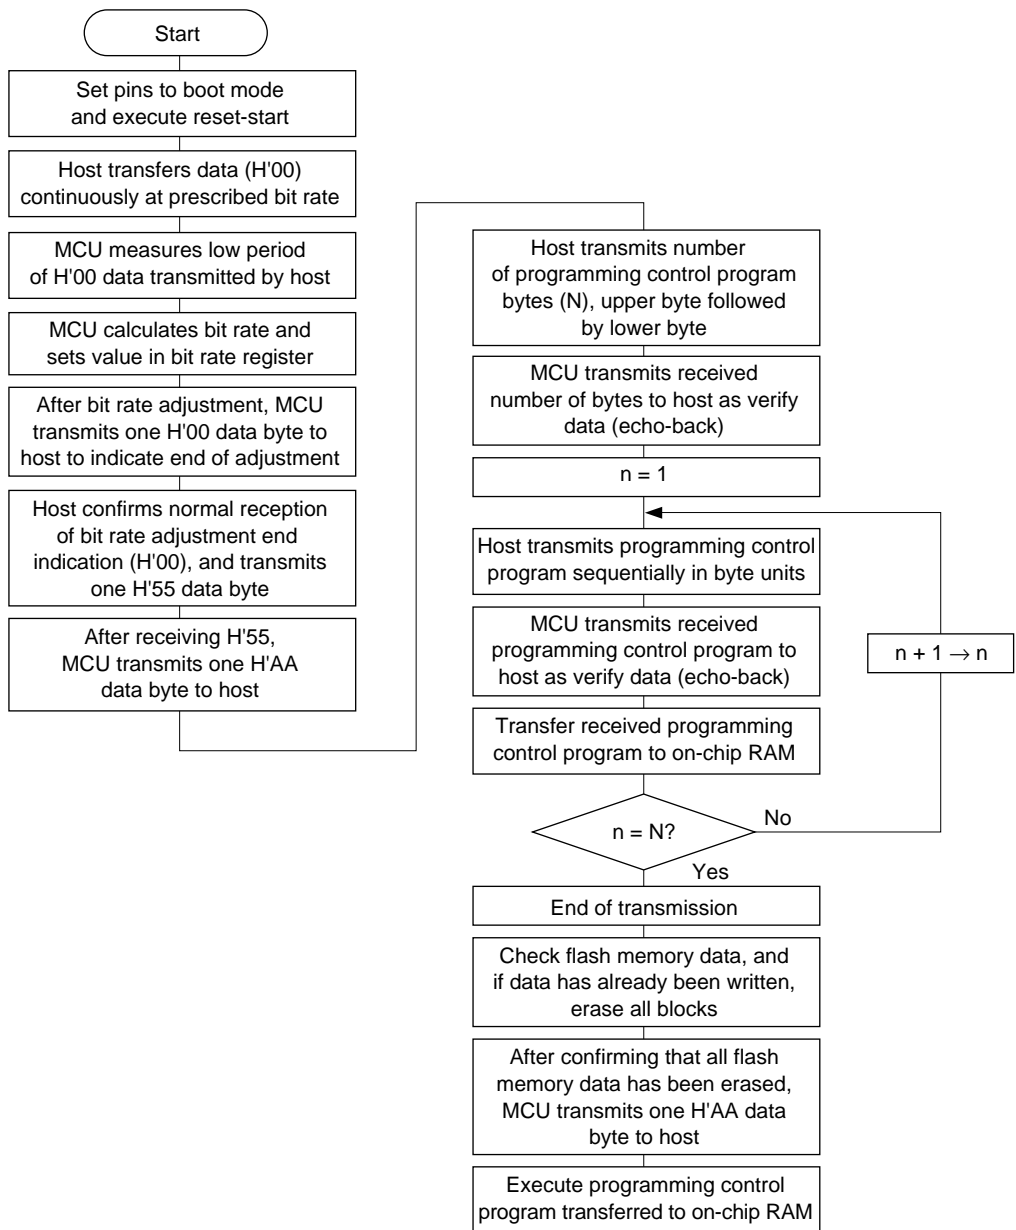 Start
Set pins to boot mode
and execute reset-start
Host transfers data (H'00)
continuously at prescribed bit rate
MCU measures low period
of H'00 data transmitted by host
MCU calculates bit rate and
sets value in bit rate register
After bit rate adjustment, MCU
transmits one H'00 data byte to
host to indicate end of adjustment
Host confirms normal reception
of bit rate adjustment end
indication (H'00), and transmits
one H'55 data byte
After receiving H'55,
MCU transmits one H'AA
data byte to host
Host transmits number
of programming control program
bytes (N), upper byte followed
by lower byte
MCU transmits received
number of bytes to host as verify
data (echo-back)
n = 1
Host transmits programming control
program sequentially in byte units
MCU transmits received
programming control program to
host as verify data (echo-back)
n + 1 → n
Transfer received programming
control program to on-chip RAM
n = N?
No
Yes
End of transmission
Check flash memory data, and
if data has already been written,
erase all blocks
After confirming that all flash
memory data has been erased,
MCU transmits one H'AA data
byte to host
Execute programming control
program transferred to on-chip RAM